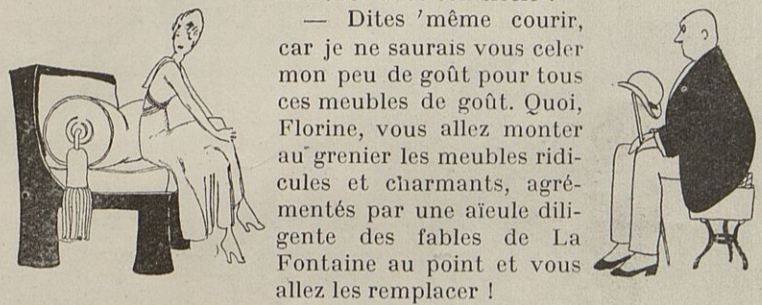 — Dites 'même courir,
car je ne saurais vous celer
mon peu de goût pour tous
ces meubles de goût. Quoi,
Florine, vous allez monter
au grenier les meubles ridi-
cules et charmants, agré-
mentés par une aïeule dili-
gente des fables de La
Fontaine au point et vous
allez les remplacer !